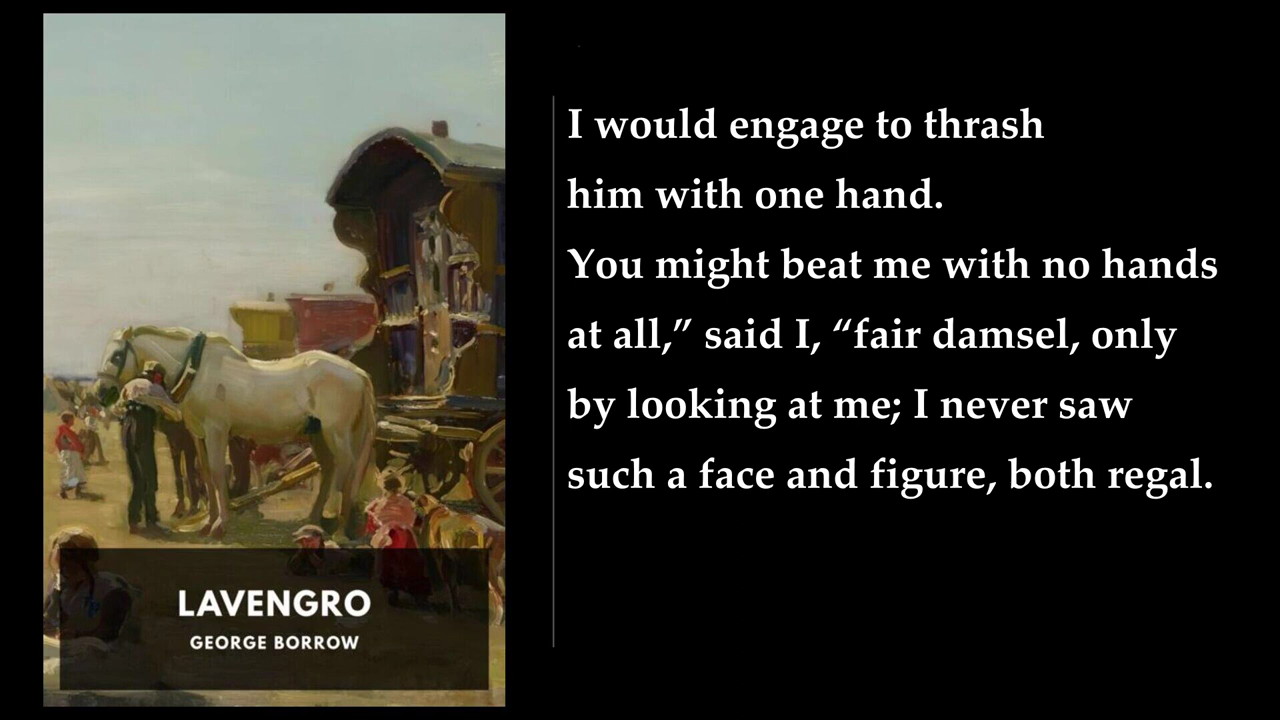 I would engage to thrash
him with one hand.
You might beat me with no hands
at all,” said I, “fair damsel, only
by looking at me; I never saw
such a face and figure, both regal.
LAVENGRO
GEORGE BORROW